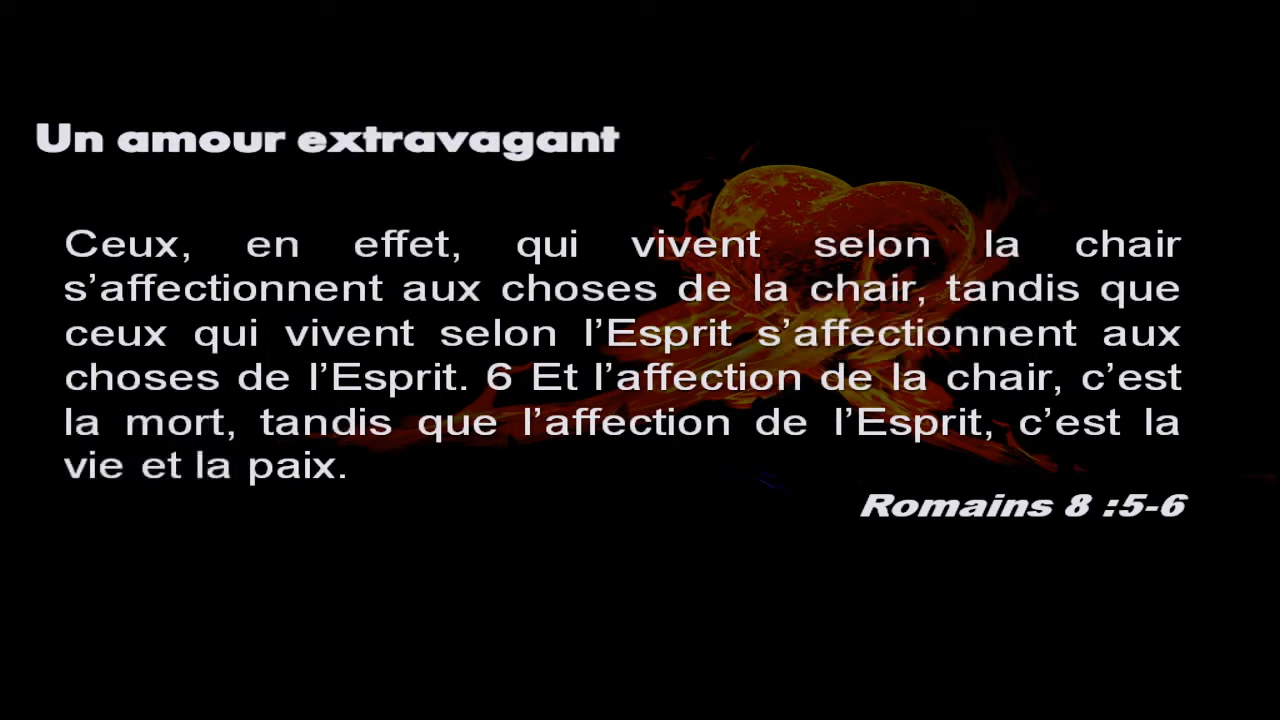 Un amour extravagant
Ceux, en effet, qui vivent selon la chair
s’affectionnent aux choses de la chair, tandis que
ceux qui vivent selon l’Esprit s’affectionnent aux
choses de l’Esprit. 6 Et l’affection de la chair, c’est
la mort, tandis que l’affection de l’Esprit, c’est la
vie et la paix.
Romains 8 :5-6